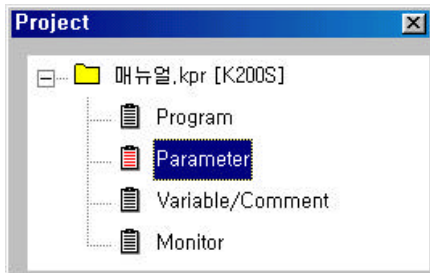 Project
매뉴얼.kpr [K200S]
Program
Parameter
Variable/Comment
Monitor